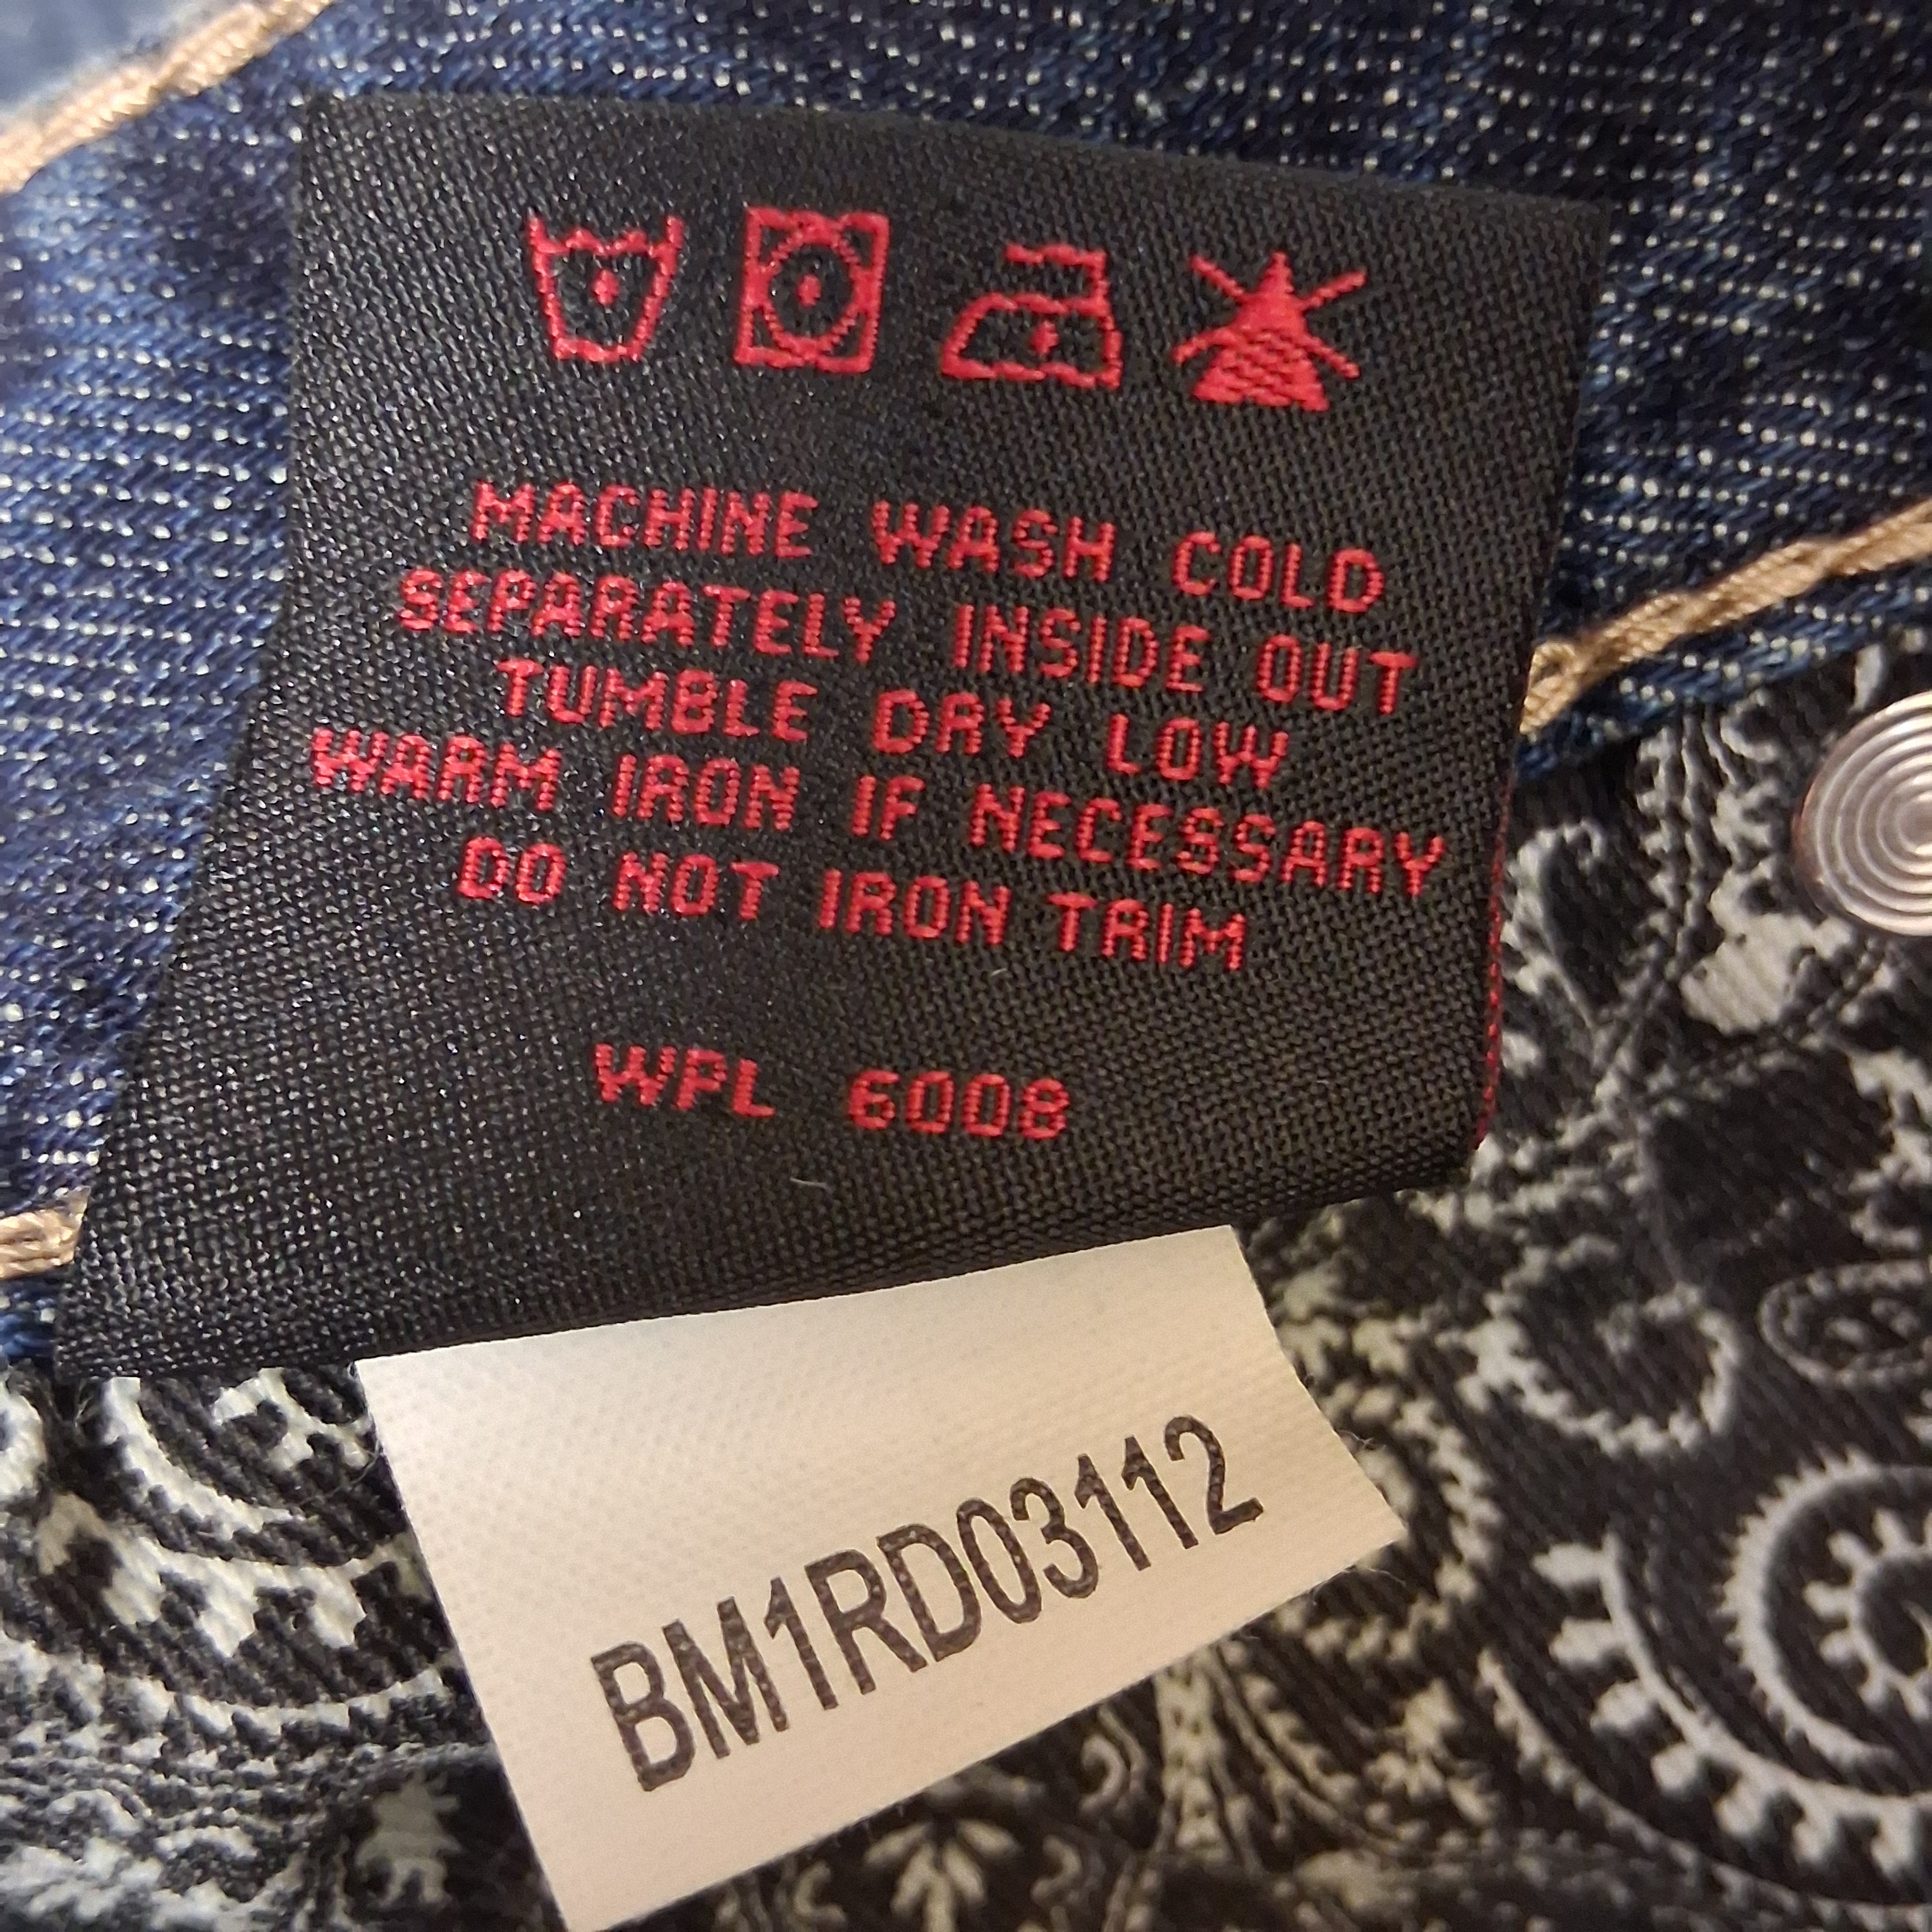 MACHINE WASH COLD
SEPARATELY INSIDE OUT
TUMBLE DRY LOW
WARM IRON IF NECESSARY
DO NOT IRON TRIM
WPL 6008
BM1RD03112